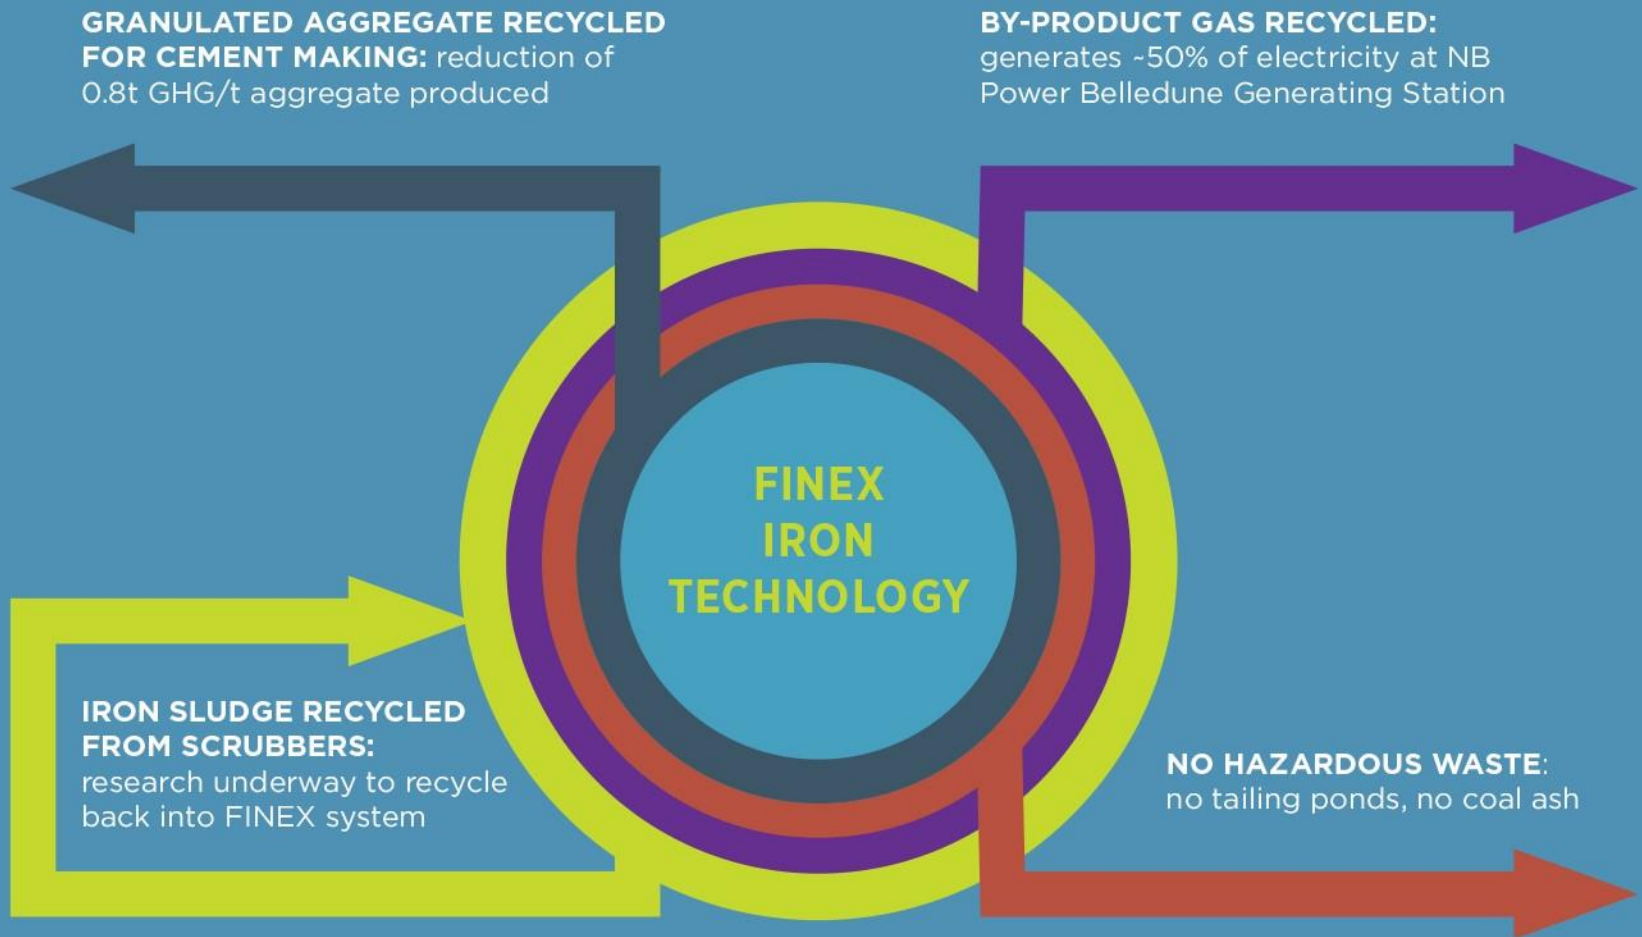 GRANULATED AGGREGATE RECYCLED
FOR CEMENT MAKING: reduction of
0.8t GHG/t aggregate produced
BY-PRODUCT GAS RECYCLED:
generates ~50% of electricity at NB
Power Belledune Generating Station
FINEX
IRON
TECHNOLOGY
IRON SLUDGE RECYCLED
FROM SCRUBBERS:
research underway to recycle
back into FINEX system
NO HAZARDOUS WASTE:
no tailing ponds, no coal ash